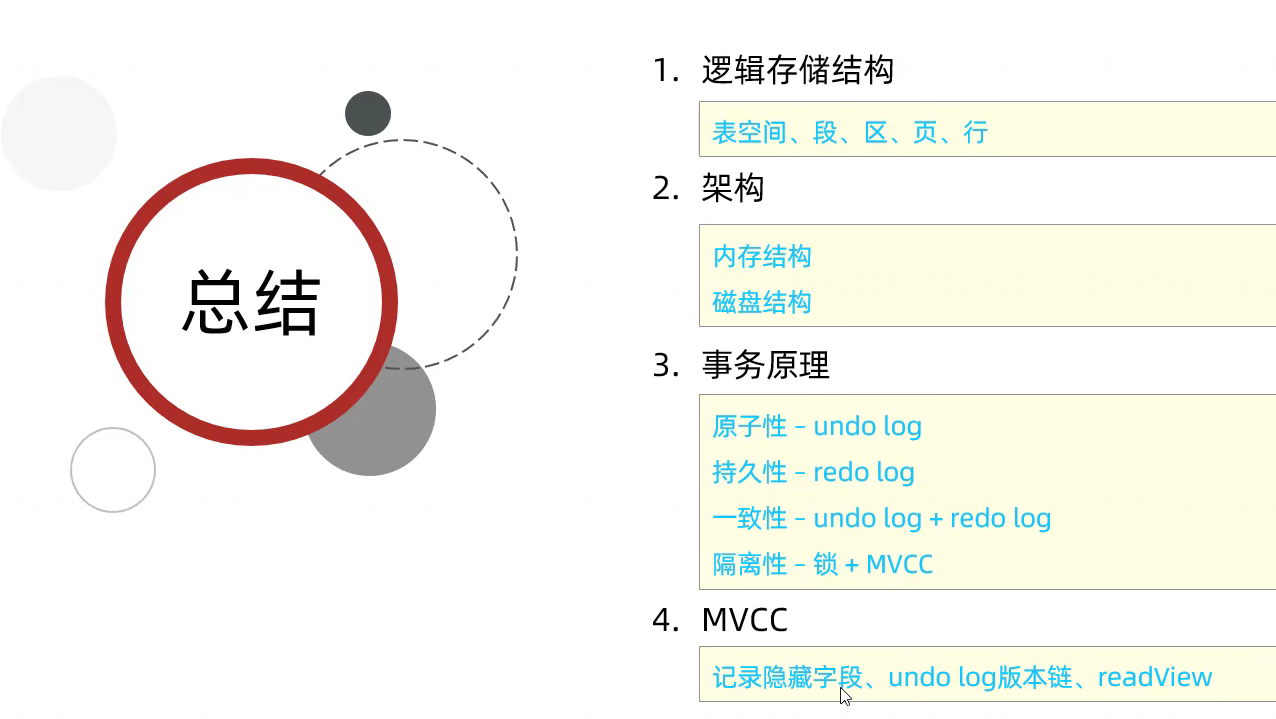 总结
1. 逻辑存储结构
表空间、段、区、页、行
2. 架构
内存结构
磁盘结构
3. 事务原理
原子性 – undo log
持久性 – redo log
一致性 – undo log + redo log
隔离性 – 锁 + MVCC
4. MVCC
记录隐藏字段、undo log版本链、readView